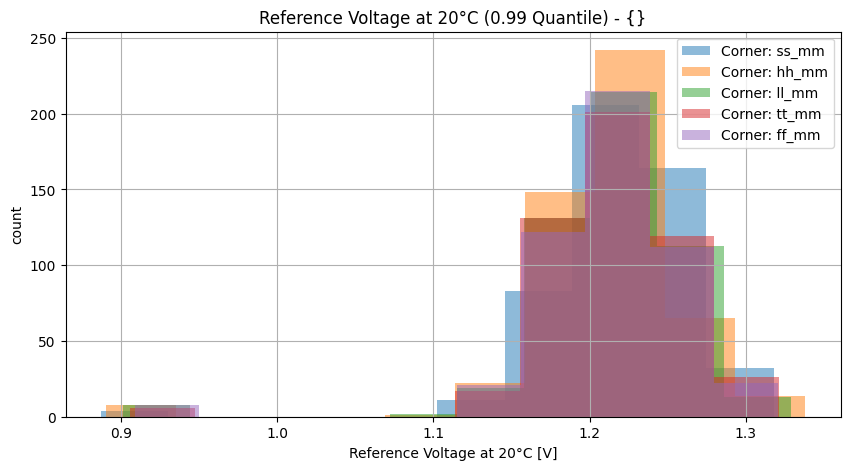 Reference Voltage at 20°C (0.99 Quantile) - {}
250
200
150
100
50
0
count
0.9
1.0
1.1
1.2
1.3
Reference Voltage at 20°C [V]
Corner: ss_mm
Corner: hh_mm
Corner: ll_mm
Corner: tt_mm
Corner: ff_mm